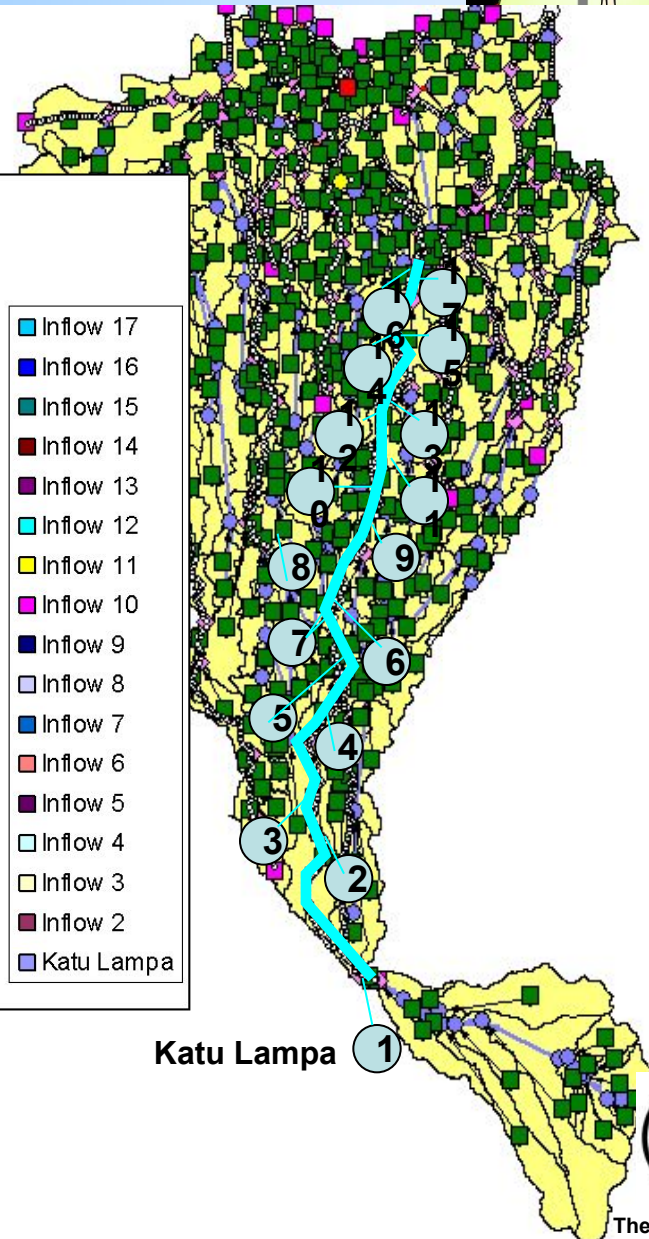 Inflow 17
Inflow 16
Inflow 15
Inflow 14
Inflow 13
Inflow 12
Inflow 11
Inflow 10
Inflow 9
Inflow 8
Inflow 7
Inflow 6
Inflow 5
Inflow 4
Inflow 3
Inflow 2
Katu Lampa
16
17
14
15
12
13
10
11
8
9
7
6
5
4
3
2
Katu Lampa 1
The